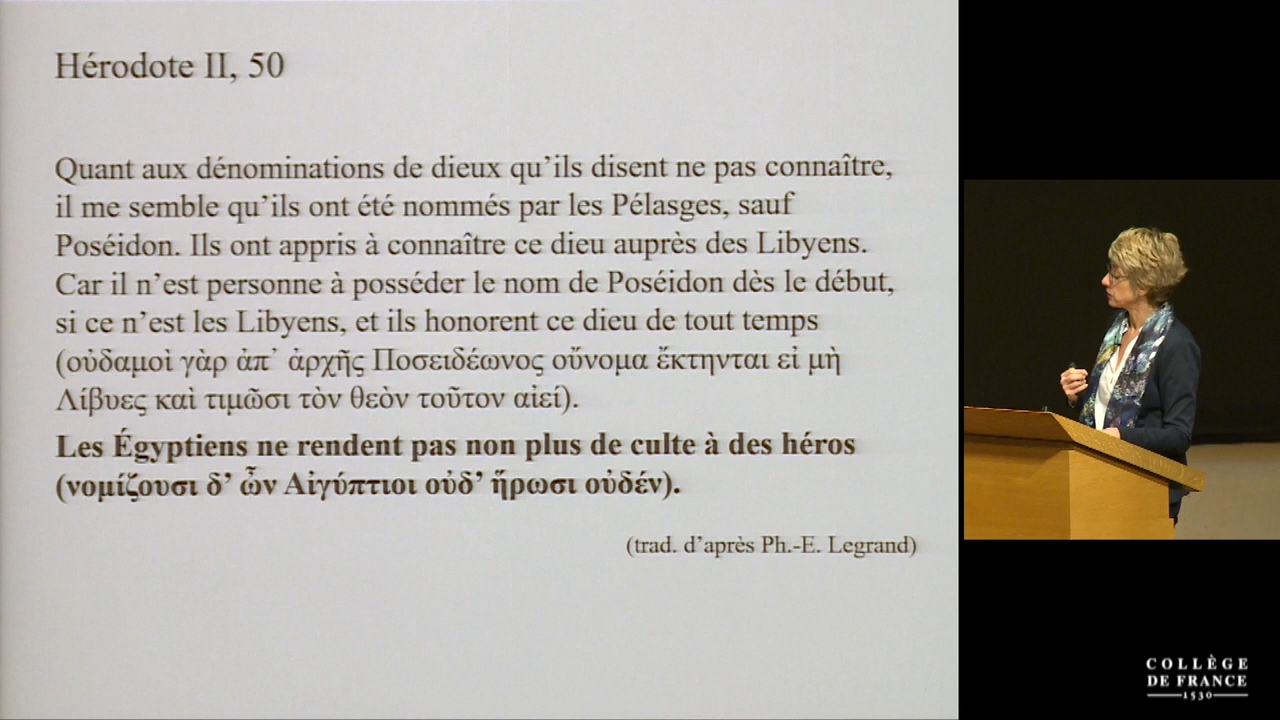 Hérodote II, 50
Quant aux dénominations de dieux qu’ils disent ne pas connaître,
il me semble qu’ils ont été nommés par les Pélasges, sauf
Poséidon. Ils ont appris à connaître ce dieu auprès des Libyens.
Car il n’est personne à posséder le nom de Poséidon dès le début,
si ce n’est les Libyens, et ils honorent ce dieu de tout temps
(οὐδαμοὶ γὰρ ἀπ’ ἀρχῆς Ποσειδέωνος οὔνομα ἔκτηνται εἰ μὴ
Λίβυες καὶ τιμῶσι τὸν θεὸν τοῦτον αἰεί).
Les Égyptiens ne rendent pas non plus de culte à des héros
(νομίζουσι δ’ ὦν Αἰγύπτιοι οὐδ’ ἥρωσι οὐδέν).
(trad. d’après Ph.-E. Legrand)
COLLÈGE
DE FRANCE
1530